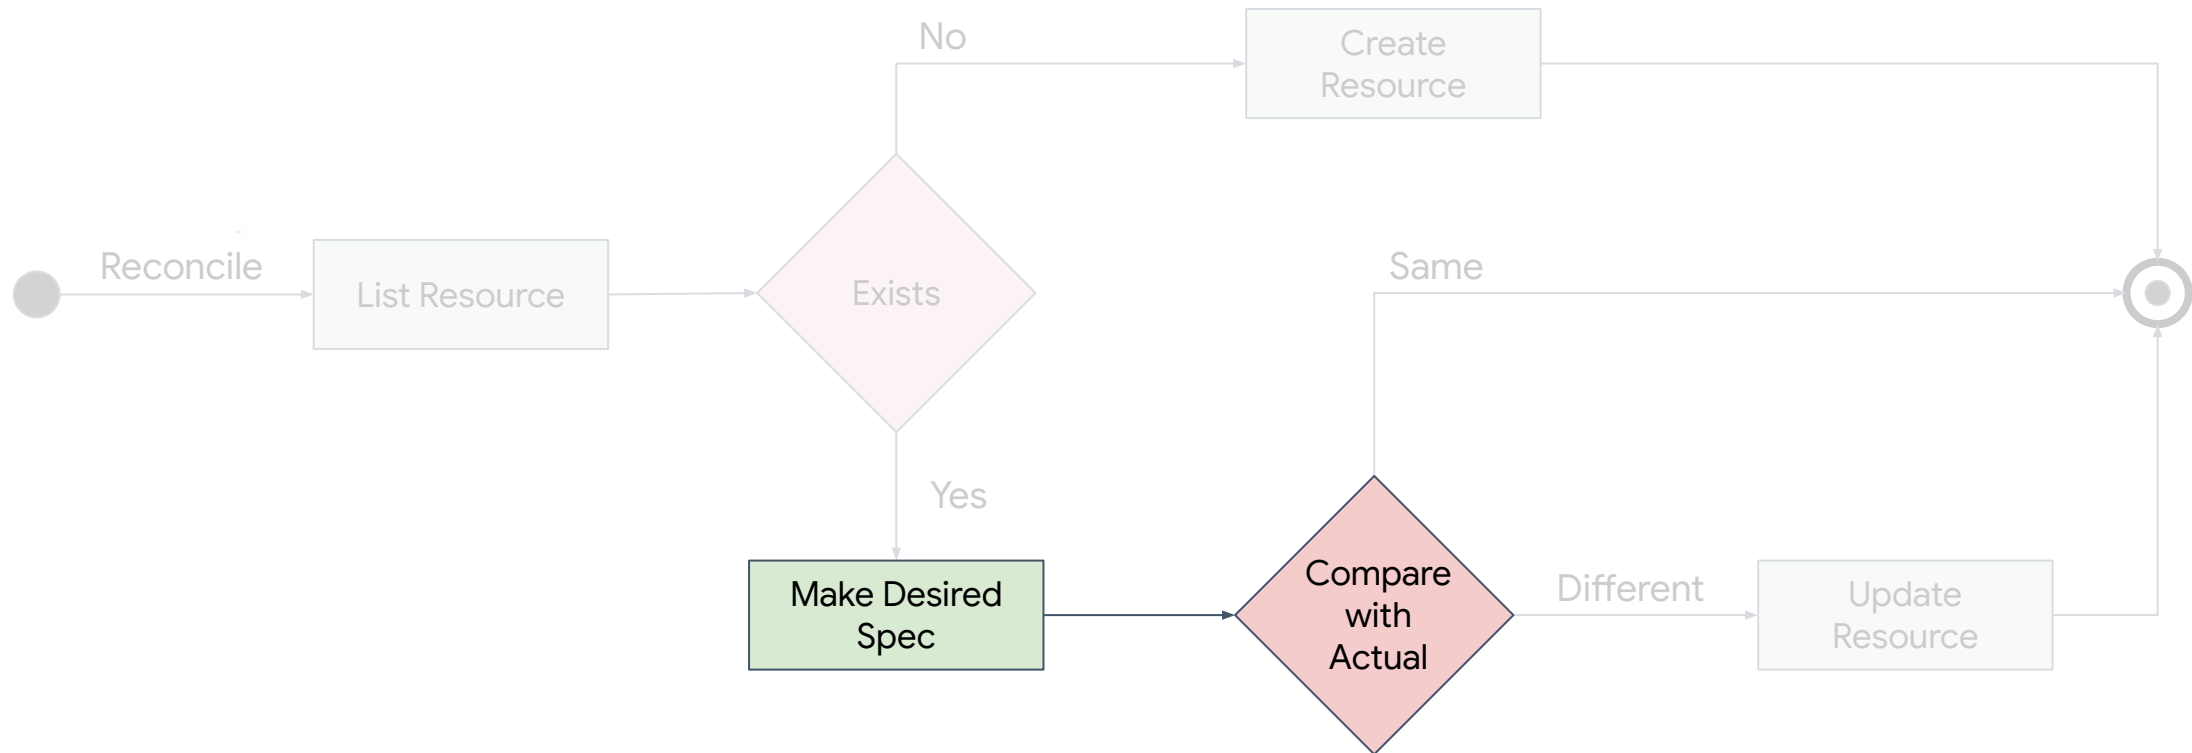 No
Create
Resource
Reconcile
List Resource
Exists
Same
Yes
Make Desired
Spec
Compare
with
Actual
Different
Update
Resource